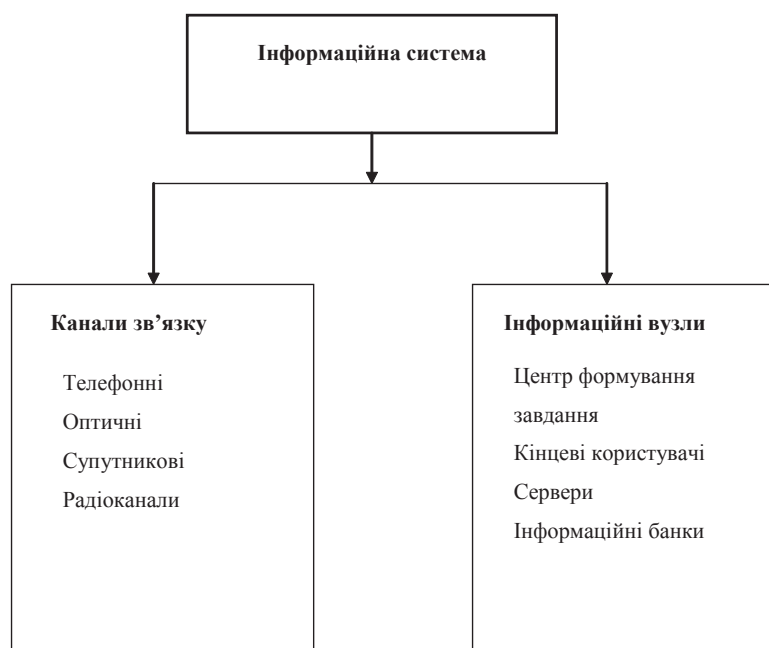 Інформаційна система
Канали зв’язку
Телефонні
Оптичні
Супутникові
Радіоканали
Інформаційні вузли
Центр формування
завдання
Кінцеві користувачі
Сервери
Інформаційні банки